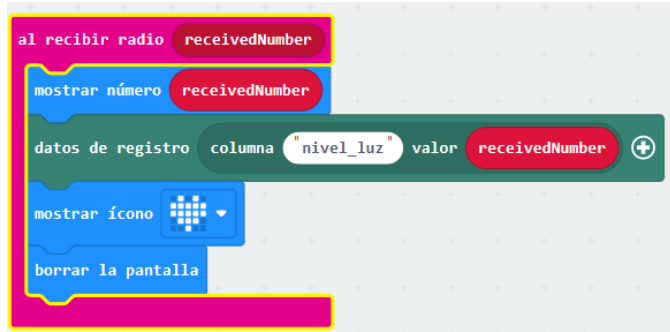 al recibir radio receivedNumber
mostrar número receivedNumber
datos de registro columna "nivel_luz" valor receivedNumber
mostrar ícono
borrar la pantalla